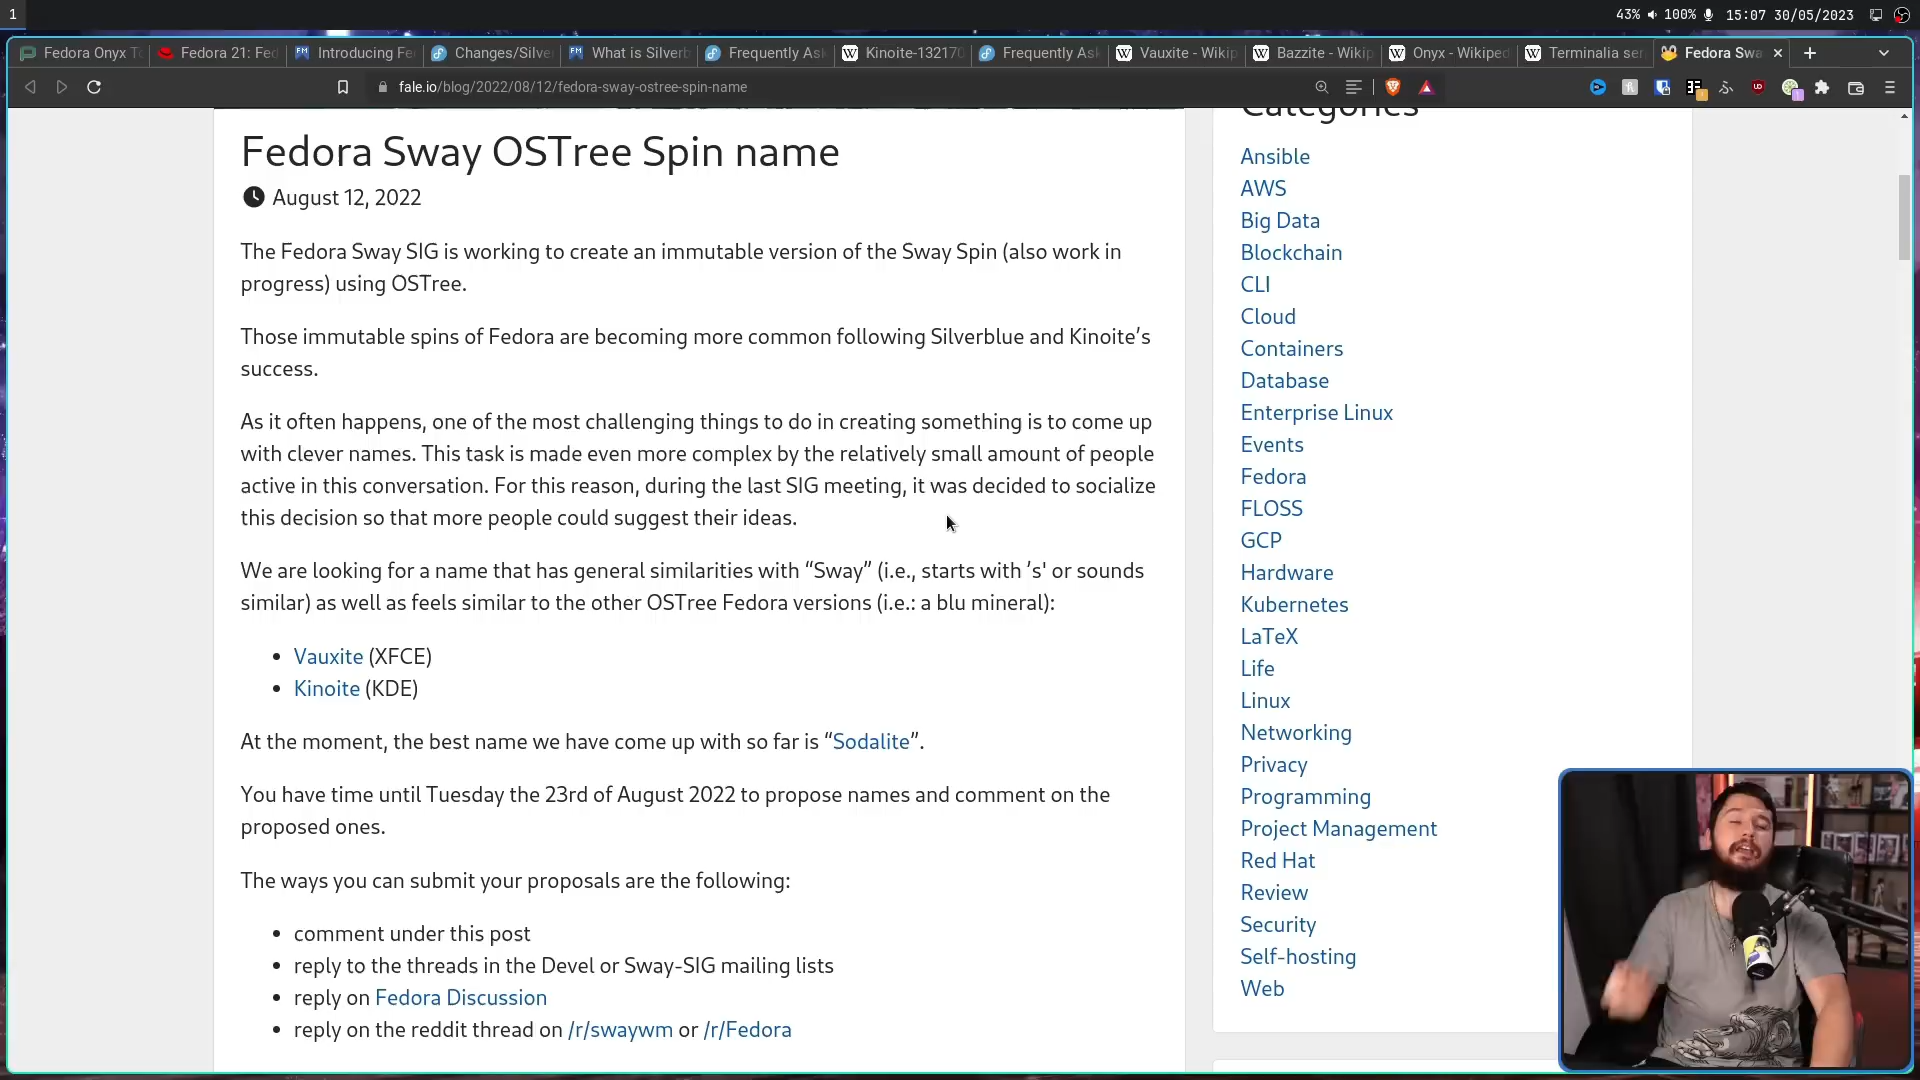 1
43% 100% 15:07 30/05/2023
Fedora Onyx To
Fedora 21: Fed
Introducing Fe
Changes/Silve
What is Silverb
Frequently Ask
Kinoite-132170
Frequently Ask
Vauxite - Wikip
Bazzite - Wikip
Onyx - Wikiped
Terminalia ser
Fedora Swa
fale.io/blog/2022/08/12/fedora-sway-ostree-spin-name
Fedora Sway OSTree Spin name
August 12, 2022
The Fedora Sway SIG is working to create an immutable version of the Sway Spin (also work in
progress) using OSTree.
Those immutable spins of Fedora are becoming more common following Silverblue and Kinoite’s
success.
As it often happens, one of the most challenging things to do in creating something is to come up
with clever names. This task is made even more complex by the relatively small amount of people
active in this conversation. For this reason, during the last SIG meeting, it was decided to socialize
this decision so that more people could suggest their ideas.
We are looking for a name that has general similarities with “Sway” (i.e., starts with ’s' or sounds
similar) as well as feels similar to the other OSTree Fedora versions (i.e.: a blu mineral):
• Vauxite (XFCE)
• Kinoite (KDE)
At the moment, the best name we have come up with so far is “Sodalite”.
You have time until Tuesday the 23rd of August 2022 to propose names and comment on the
proposed ones.
The ways you can submit your proposals are the following:
• comment under this post
• reply to the threads in the Devel or Sway-SIG mailing lists
• reply on Fedora Discussion
• reply on the reddit thread on /r/swaywm or /r/Fedora
Categories
Ansible
AWS
Big Data
Blockchain
CLI
Cloud
Containers
Database
Enterprise Linux
Events
Fedora
FLOSS
GCP
Hardware
Kubernetes
LaTeX
Life
Linux
Networking
Privacy
Programming
Project Management
Red Hat
Review
Security
Self-hosting
Web